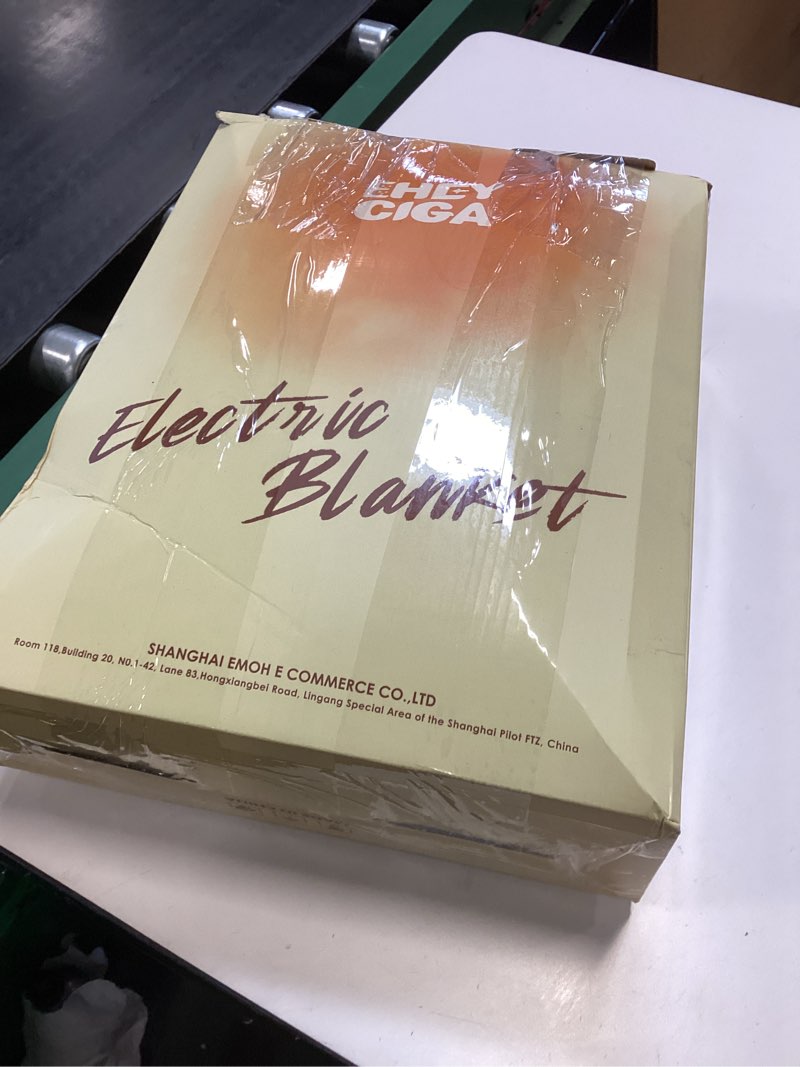 EHEY
CIGA
Electric
Blanket
SHANGHAI EMOH E COMMERCE CO.,LTD
Room 118,Building 20, NO.1-42, Lane 83,Hongxiangbei Road, Lingang Special Area of the Shanghai Pilot FTZ, China